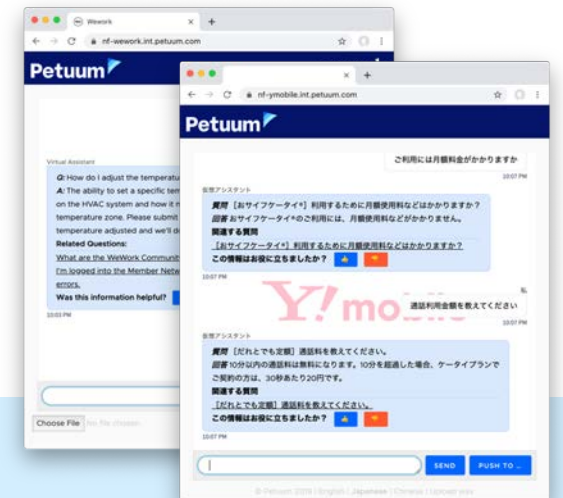 Wework
nf-wework.int.petuum.com
Petuum
Virtual Assistant
Q: How do I adjust the temperatu
A: The ability to set a specific tem
on the HVAC system and how it n
temperature zone. Please submit
temperature adjusted and we'll d
Related Questions:
What are the WeWork Communit
I'm logged into the Member Netw
errors.
Was this information helpful?
10:03 PM
Choose File No file chosen
nf-ymobile.int.petuum.com
Petuum
ご利用には月額料金がかかりますか
10:07 PM
仮想アシスタント
質問 [おサイフケータイ®] 利用するために月額使用料などはかかりますか？
回答 おサイフケータイ®のご利用には、月額使用料などがかかりません。
関連する質問
[おサイフケータイ®] 利用するために月額使用料などはかかりますか？
この情報はお役に立ちましたか？
10:07 PM
Y! mobile
私
通話利用金額を教えてください
10:07 PM
仮想アシスタント
質問 [だれとでも定額] 通話料を教えてください。
回答 10分以内の通話料は無料になります。10分を超過した場合、ケータイプランで
ご契約の方は、30秒あたり20円です。
関連する質問
[だれとでも定額] 通話料を教えてください。
この情報はお役に立ちましたか？
10:07 PM
SEND
PUSH TO ...
© Petuum 2019 | English | Japanese | Chinese | Upload your